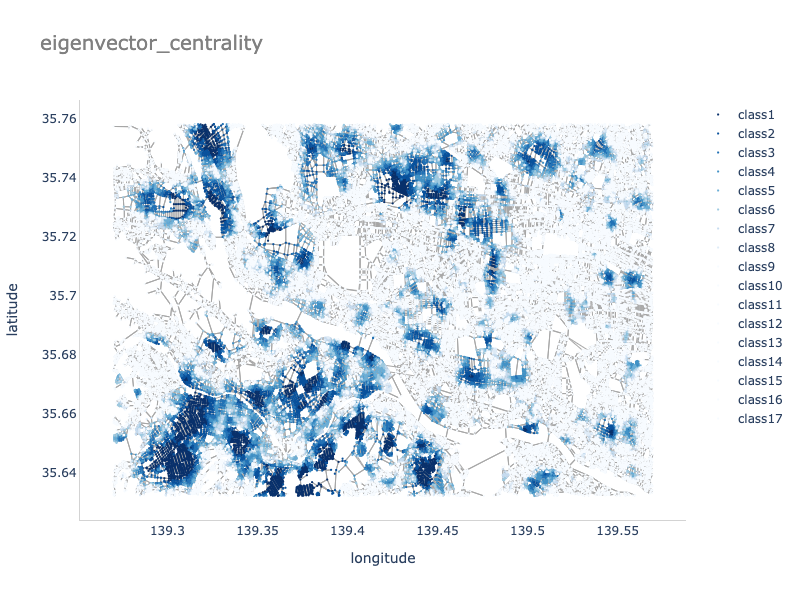 eigenvector_centrality
35.76
35.74
35.72
35.7
35.68
35.66
35.64
latitude
139.3
139.35
139.4
139.45
139.5
139.55
longitude
class1
class2
class3
class4
class5
class6
class7
class8
class9
class10
class11
class12
class13
class14
class15
class16
class17